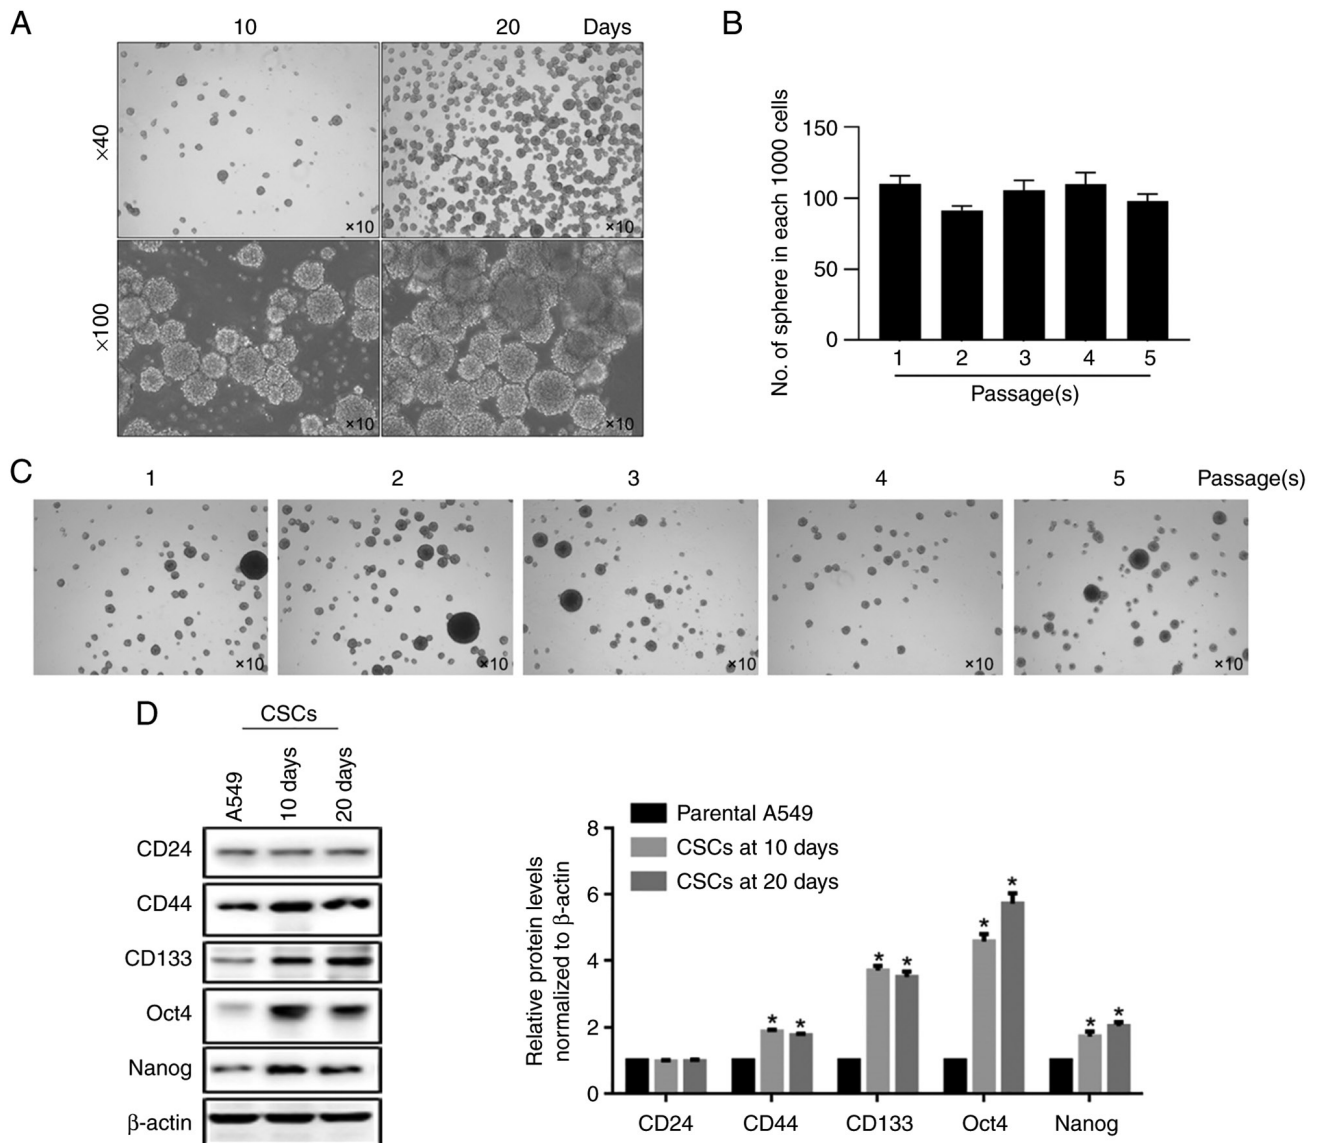 A
10
20
Days
×40
×10
×10
×100
×10
×10
B
No. of sphere in each 1000 cells
150
100
50
0
1
2
3
4
5
Passage(s)
C
1
2
3
4
5
Passage(s)
×10
×10
×10
×10
×10
D
CSCs
A549
10 days
20 days
CD24
CD44
CD133
Oct4
Nanog
β-actin
Relative protein levels
normalized to β-actin
8
6
4
2
0
Parental A549
CSCs at 10 days
CSCs at 20 days
*
*
*
*
*
*
*
*
CD24
CD44
CD133
Oct4
Nanog